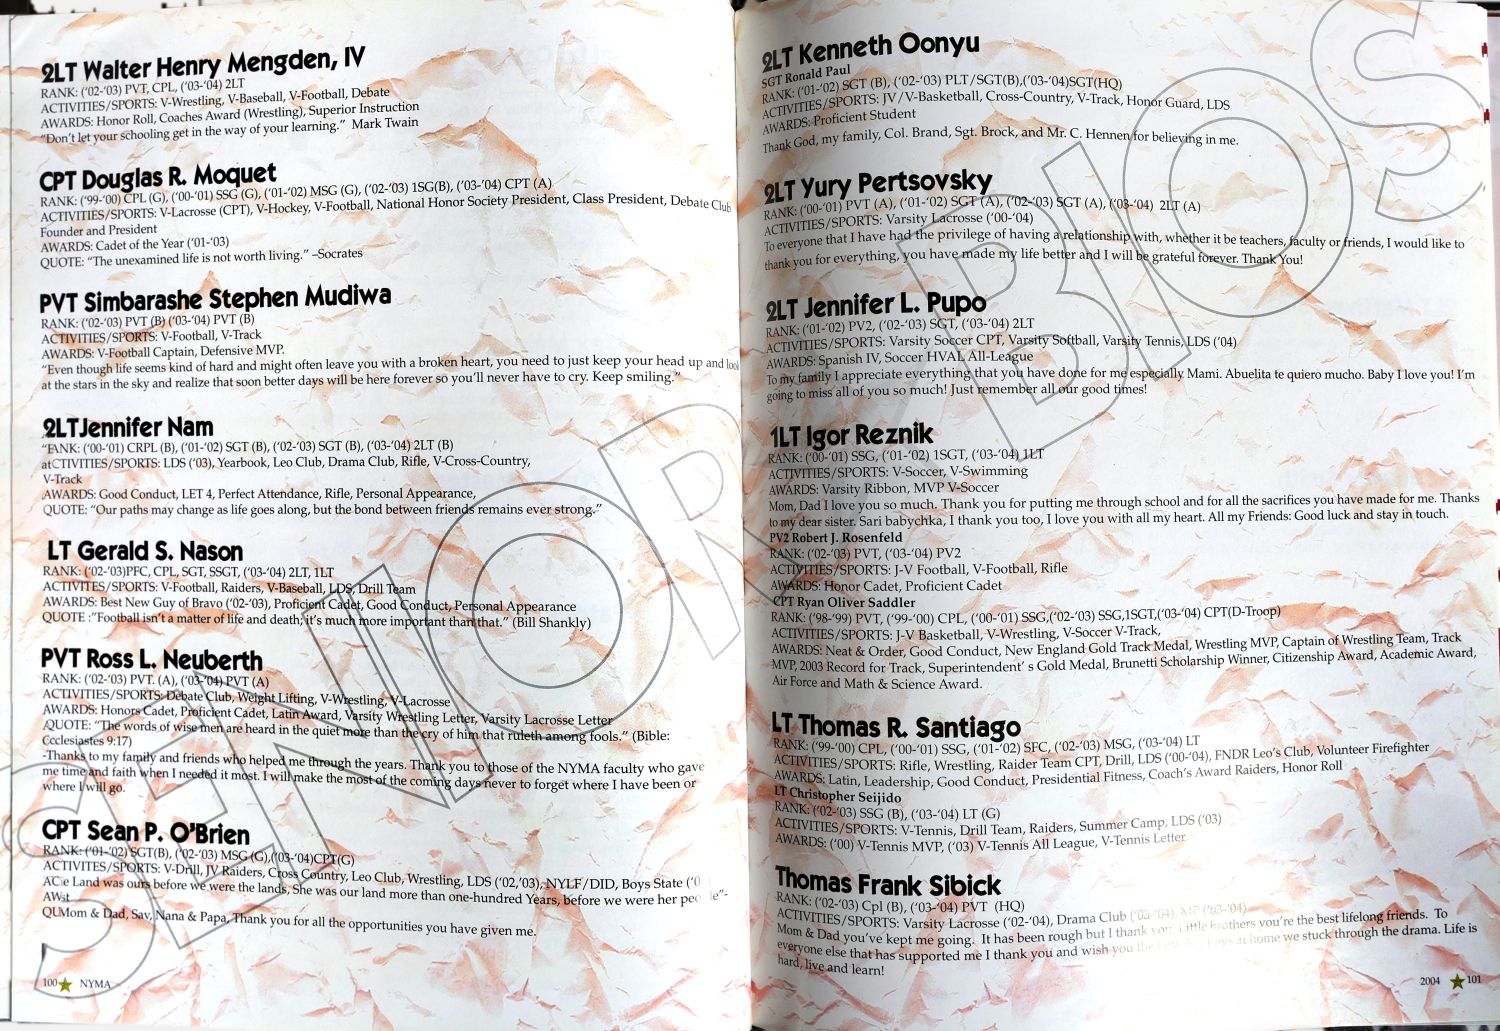 2LT Walter Henry Mengden, IV
RANK: ('02-'03) PVT, CPL, ('03-'04) 2LT
ACTIVITIES/SPORTS: V-Wrestling, V-Baseball, V-Football, Debate
AWARDS: Honor Roll, Coaches Award (Wrestling), Superior Instruction
"Don't let your schooling get in the way of your learning." Mark Twain
CPT Douglas R. Moquet
RANK: ('99-'00) CPL (G), ('00-'01) SSG (G), ('01-'02) MSG (G), ('02-'03) 1SG(B), ('03-'04) CPT (A)
ACTIVITIES/SPORTS: V-Lacrosse (CPT), V-Hockey, V-Football, National Honor Society President, Class President, Debate Club
Founder and President
AWARDS: Cadet of the Year ('01-'03)
QUOTE: "The unexamined life is not worth living." –Socrates
PVT Simbarashe Stephen Mudiwa
RANK: ('02-'03) PVT (B) ('03-'04) PVT (B)
ACTIVITIES/SPORTS: V-Football, V-Track
AWARDS: V-Football Captain, Defensive MVP.
"Even though life seems kind of hard and might often leave you with a broken heart, you need to just keep your head up and look
at the stars in the sky and realize that soon better days will be here forever so you'll never have to cry. Keep smiling."
2LTJennifer Nam
"FANK: ('00-'01) CRPL (B), ('01-'02) SGT (B), ('02-'03) SGT (B), ('03-'04) 2LT (B)
atCTIVITIES/SPORTS: LDS ('03), Yearbook, Leo Club, Drama Club, Rifle, V-Cross-Country,
V-Track
AWARDS: Good Conduct, LET 4, Perfect Attendance, Rifle, Personal Appearance,
QUOTE: "Our paths may change as life goes along, but the bond between friends remains ever strong."
LT Gerald S. Nason
RANK: ('02-'03)PFC, CPL, SGT, SSGT, ('03-'04) 2LT, 1LT
ACTIVITIES/SPORTS: V-Football, Raiders, V-Baseball, LDS, Drill Team
AWARDS: Best New Guy of Bravo ('02-'03), Proficient Cadet, Good Conduct, Personal Appearance
QUOTE :"Football isn't a matter of life and death; it's much more important than that." (Bill Shankly)
PVT Ross L. Neuberth
RANK: ('02-'03) PVT. (A), ('03-'04) PVT (A)
ACTIVITIES/SPORTS: Debate Club, Weight Lifting, V-Wrestling, V-Lacrosse
AWARDS: Honors Cadet, Proficient Cadet, Latin Award, Varsity Wrestling Letter, Varsity Lacrosse Letter
QUOTE: "The words of wise men are heard in the quiet more than the cry of him that ruleth among fools." (Bible:
Ccclesiastes 9:17)
-Thanks to my family and friends who helped me through the years. Thank you to those of the NYMA faculty who gave
me time and faith when I needed it most. I will make the most of the coming days never to forget where I have been or
where I will go.
CPT Sean P. O'Brien
RANK: ('01-'02) SGT(B), ('02-'03) MSG (G),('03-'04)CPT(G)
ACTIVITIES/SPORTS: V-Drill, JV Raiders, Cross Country, Leo Club, Wrestling, LDS ('02,'03), NYLF/DID, Boys State ('0
Land was ours before we were the lands, She was our land more than one-hundred Years, before we were her
QUMom & Dad, Sav, Nana & Papa, Thank you for all the opportunities you have given me.
100 NYMA
SENIOR BIOS
2LT Kenneth Oonyu
SGT Ronald Paul
RANK: ('01-'02) SGT (B), ('02-'03) PLT/SGT(B),('03-'04)SGT(HQ)
ACTIVITIES/SPORTS: JV/V-Basketball, Cross-Country, V-Track, Honor Guard, LDS
AWARDS: Proficient Student
Thank God, my family, Col. Brand, Sgt. Brock, and Mr. C. Hennen for believing in me.
2LT Yury Pertsovsky
RANK: ('00-'01) PVT (A), ('01-'02) SGT (A), ('02-'03) SGT (A), ('03-'04) 2LT (A)
ACTIVITIES/SPORTS: Varsity Lacrosse ('00-'04)
To everyone that I have had the privilege of having a relationship with, whether it be teachers, faculty or friends, I would like to
thank you for everything, you have made my life better and I will be grateful forever. Thank You!
2LT Jennifer L. Pupo
RANK: ('01-'02) PV2, ('02-'03) SGT, ('03-'04) 2LT
ACTIVITIES/SPORTS: Varsity Soccer CPT, Varsity Softball, Varsity Tennis, LDS ('04)
AWARDS: Spanish IV, Soccer HVAL All-League
To my family I appreciate everything that you have done for me especially Mami. Abuelita te quiero mucho. Baby I love you! I'm
going to miss all of you so much! Just remember all our good times!
1LT Igor Reznik
RANK: ('00-'01) SSG, ('01-'02) 1SGT, ('03-'04) 1LT
ACTIVITIES/SPORTS: V-Soccer, V-Swimming
AWARDS: Varsity Ribbon, MVP V-Soccer
Mom, Dad I love you so much. Thank you for putting me through school and for all the sacrifices you have made for me. Thanks
to my dear sister. Sari babychka, I thank you too, I love you with all my heart. All my Friends: Good luck and stay in touch.
PV2 Robert J. Rosenfeld
RANK: ('02-'03) PVT, ('03-'04) PV2
ACTIVITIES/SPORTS: J-V Football, V-Football, Rifle
AWARDS: Honor Cadet, Proficient Cadet
CPT Ryan Oliver Saddler
RANK: ('98-'99) PVT, ('99-'00) CPL, ('00-'01) SSG,('02-'03) SSG,1SGT,('03-'04) CPT(D-Troop)
ACTIVITIES/SPORTS: J-V Basketball, V-Wrestling, V-Soccer V-Track,
AWARDS: Neat & Order, Good Conduct, New England Gold Track Medal, Wrestling MVP, Captain of Wrestling Team, Track
MVP, 2003 Record for Track, Superintendent' s Gold Medal, Brunetti Scholarship Winner, Citizenship Award, Academic Award,
Air Force and Math & Science Award.
LT Thomas R. Santiago
RANK: ('99-'00) CPL, ('00-'01) SSG, ('01-'02) SFC, ('02-'03) MSG, ('03-'04) LT
ACTIVITIES/SPORTS: Rifle, Wrestling, Raider Team CPT, Drill, LDS ('00-'04), FNDR Leo's Club, Volunteer Firefighter
AWARDS: Latin, Leadership, Good Conduct, Presidential Fitness, Coach's Award Raiders, Honor Roll
LT Christopher Seijido
RANK: ('02-'03) SSG (B), ('03-'04) LT (G)
ACTIVITIES/SPORTS: V-Tennis, Drill Team, Raiders, Summer Camp, LDS ('03)
AWARDS: ('00) V-Tennis MVP, ('03) V-Tennis All League, V-Tennis Letter
Thomas Frank Sibick
RANK: ('02-'03) Cpl (B), ('03-'04) PVT (HQ)
ACTIVITIES/SPORTS: Varsity Lacrosse ('02-'04), Drama Club ('03-'04), MP ('03-'04)
Mom & Dad you've kept me going. It has been rough but I thank you. Little brothers you're the best lifelong friends. To
everyone else that has supported me I thank you and wish you the best. My boys at home we stuck through the drama. Life is
hard, live and learn!
2004 101